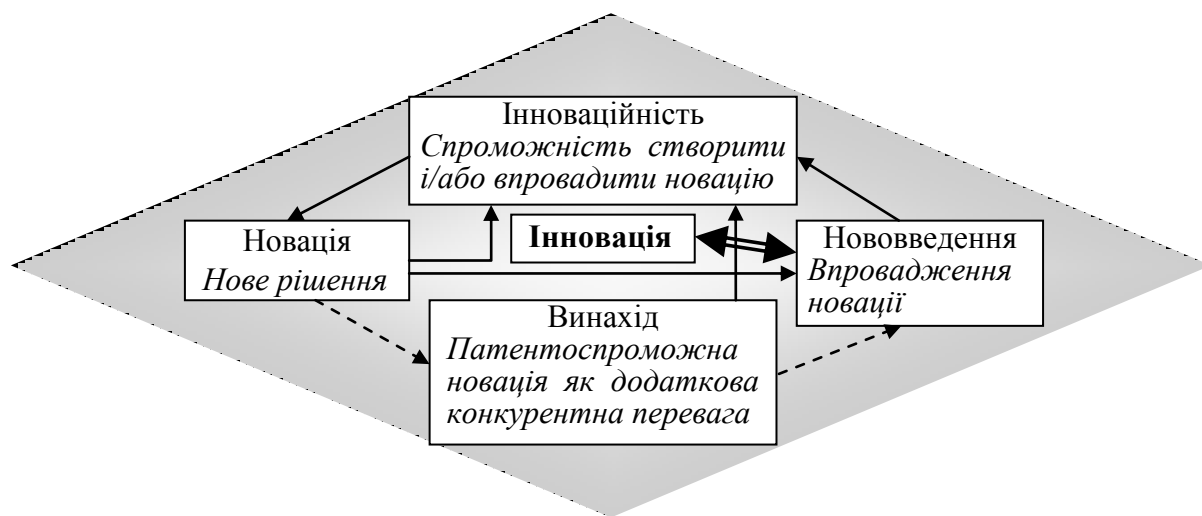 Інноваційність
Спроможність створити
і/або впровадити новацію
Новація
Нове рішення
Інновація
Нововведення
Впровадження
новації
Винахід
Патентоспроможна
новація як додаткова
конкурентна перевага